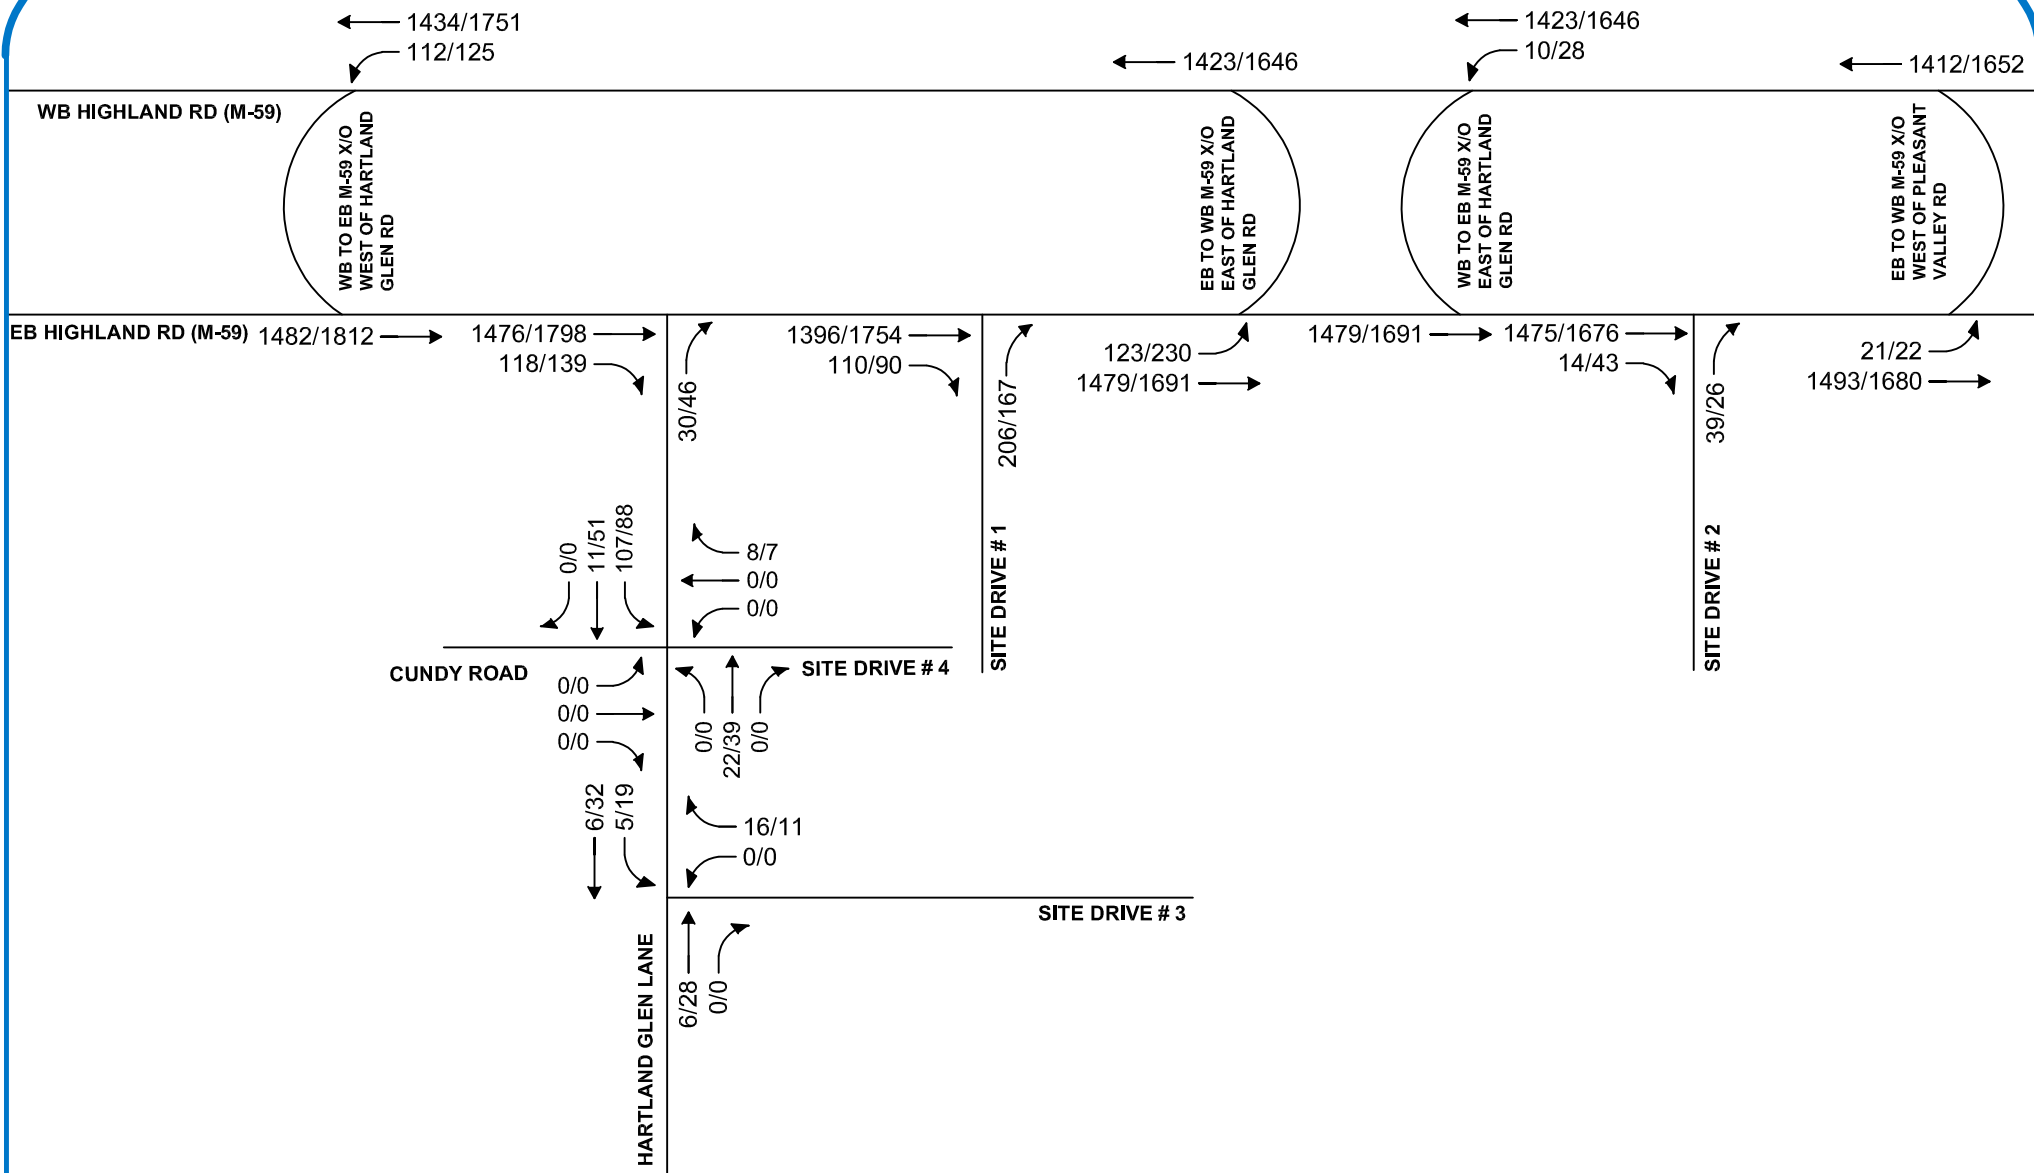 1434/1751
112/125
1423/1646
1423/1646
10/28
1412/1652
WB HIGHLAND RD (M-59)
WB TO EB M-59 X/O
WEST OF HARTLAND
GLEN RD
EB TO WB M-59 X/O
EAST OF HARTLAND
GLEN RD
WB TO EB M-59 X/O
EAST OF HARTLAND
GLEN RD
EB TO WB M-59 X/O
WEST OF PLEASANT
VALLEY RD
EB HIGHLAND RD (M-59)
1482/1812
1476/1798
118/139
30/46
1396/1754
110/90
206/167
123/230
1479/1691
1479/1691
1475/1676
14/43
39/26
21/22
1493/1680
0/0
11/51
107/88
8/7
0/0
0/0
SITE DRIVE # 1
SITE DRIVE # 2
CUNDY ROAD
SITE DRIVE # 4
0/0
0/0
0/0
0/0
22/39
0/0
6/32
5/19
16/11
0/0
SITE DRIVE # 3
HARTLAND GLEN LANE
6/28
0/0